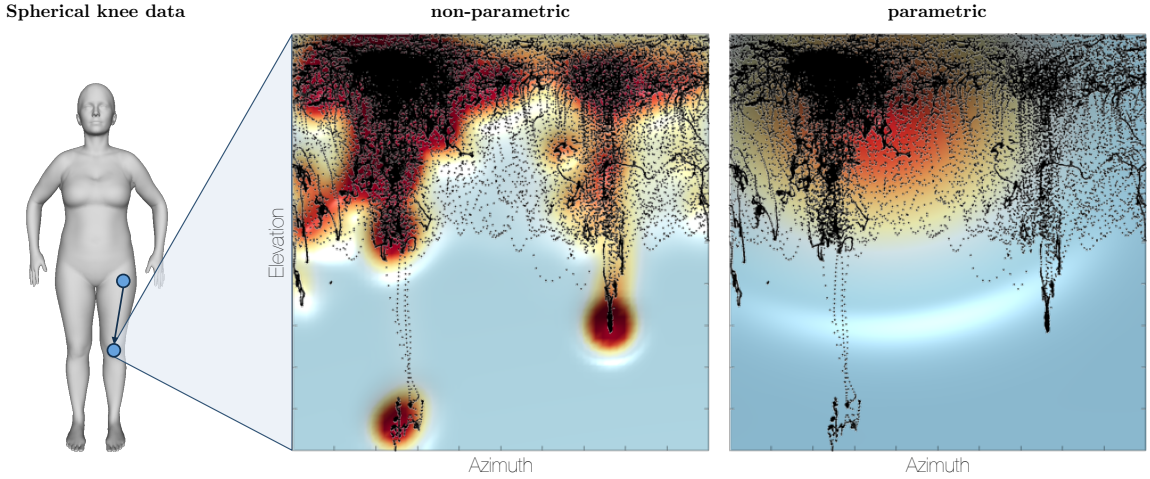 Spherical knee data
non-parametric
parametric
Elevation
Azimuth
Azimuth